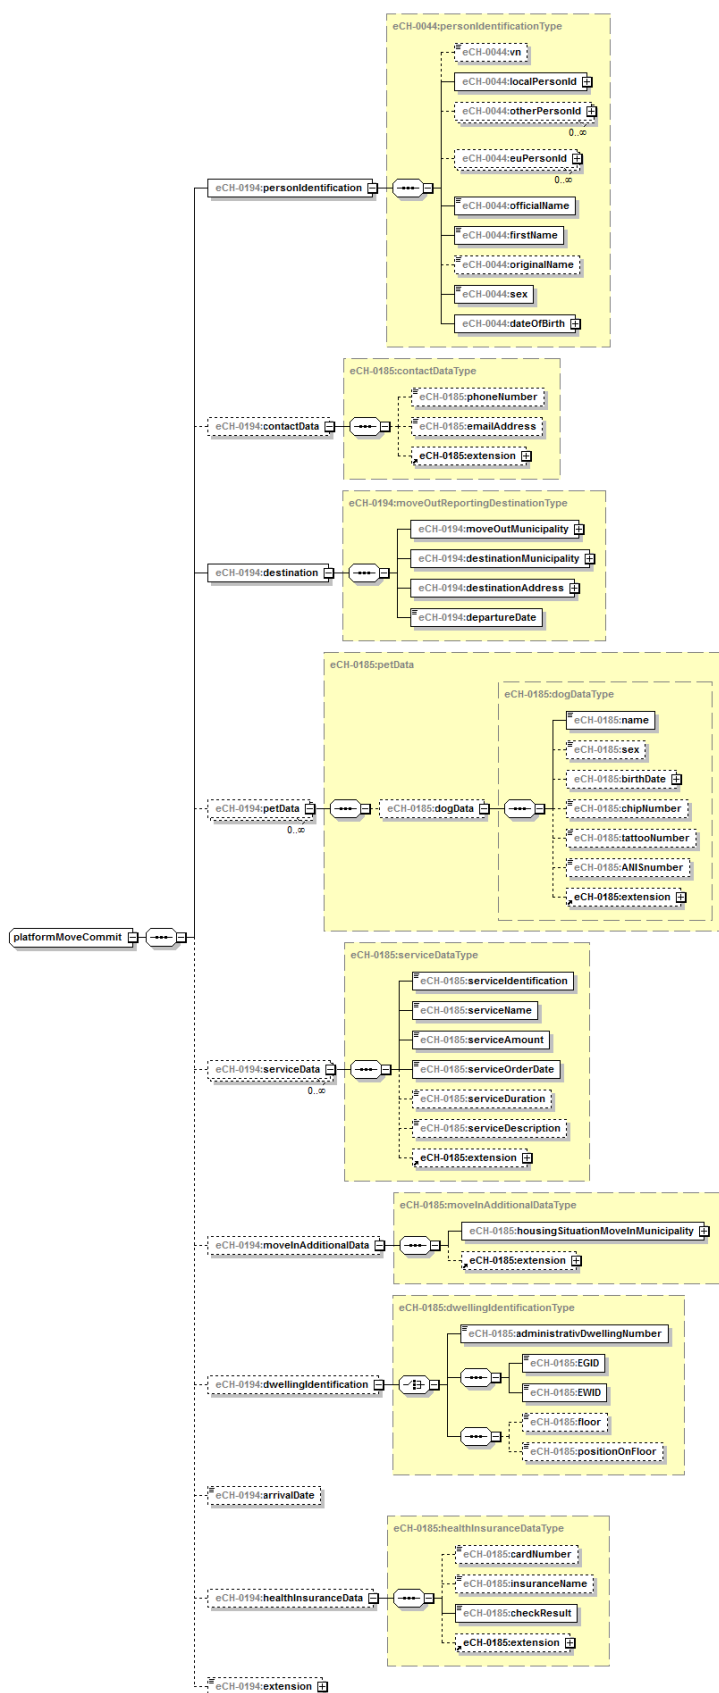 eCH-0044:personIdentificationType
eCH-0044:vn
eCH-0044:localPersonId
eCH-0044:otherPersonId
0..∞
eCH-0044:euPersonId
0..∞
eCH-0194:personIdentification
eCH-0044:officialName
eCH-0044:firstName
eCH-0044:originalName
eCH-0044:sex
eCH-0044:dateOfBirth
eCH-0185:contactDataType
eCH-0185:phoneNumber
eCH-0194:contactData
eCH-0185:emailAddress
eCH-0185:extension
eCH-0194:moveOutReportingDestinationType
eCH-0194:moveOutMunicipality
eCH-0194:destinationMunicipality
eCH-0194:destination
eCH-0194:destinationAddress
eCH-0194:departureDate
eCH-0185:petData
eCH-0185:dogDataType
eCH-0185:name
eCH-0185:sex
eCH-0185:birthDate
eCH-0194:petData
0..∞
eCH-0185:dogData
eCH-0185:chipNumber
eCH-0185:tattooNumber
eCH-0185:ANISnumber
eCH-0185:extension
platformMoveCommit
eCH-0185:serviceDataType
eCH-0185:serviceIdentification
eCH-0185:serviceName
eCH-0185:serviceAmount
eCH-0194:serviceData
0..∞
eCH-0185:serviceOrderDate
eCH-0185:serviceDuration
eCH-0185:serviceDescription
eCH-0185:extension
eCH-0185:moveInAdditionalDataType
eCH-0185:housingSituationMoveInMunicipality
eCH-0194:moveInAdditionalData
eCH-0185:extension
eCH-0185:dwellingIdentificationType
eCH-0185:administrativDwellingNumber
eCH-0185:EGID
eCH-0194:dwellingIdentification
eCH-0185:EWID
eCH-0185:floor
eCH-0185:positionOnFloor
eCH-0194:arrivalDate
eCH-0185:healthInsuranceDataType
eCH-0185:cardNumber
eCH-0185:insuranceName
eCH-0194:healthInsuranceData
eCH-0185:checkResult
eCH-0185:extension
eCH-0194:extension